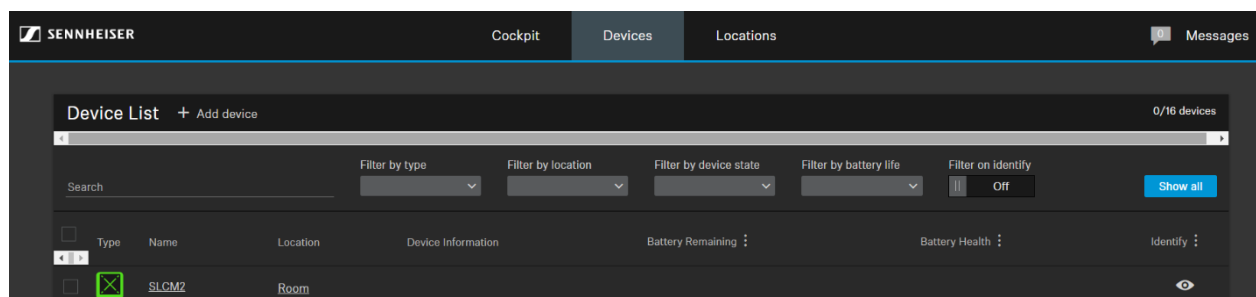 SENNHEISER Cockpit Devices Locations 0 Messages
Device List + Add device 0/16 devices
Filter by type Filter by location Filter by device state Filter by battery life Filter on identify
Search Off Show all
Type Name Location Device Information Battery Remaining Battery Health Identify
SLCM2 Room